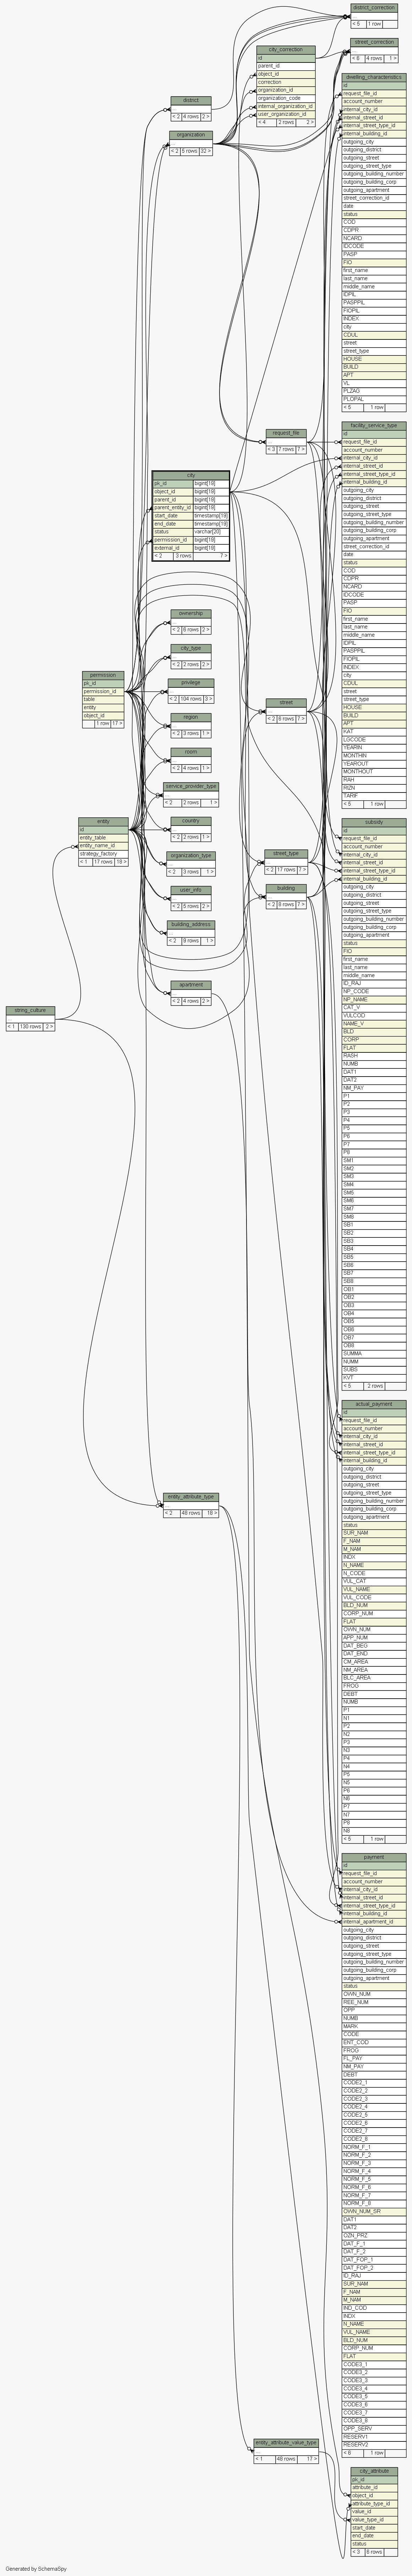 district_correction
...
< 5 1 row
street_correction
...
< 6 4 rows 1 >
city_correction
id
parent_id
object_id
correction
organization_id
organization_code
internal_organization_id
user_organization_id
< 4 2 rows 2 >
dwelling_characteristics
id
request_file_id
account_number
internal_city_id
internal_street_id
internal_street_type_id
internal_building_id
outgoing_city
outgoing_district
outgoing_street
outgoing_street_type
outgoing_building_number
outgoing_building_corp
outgoing_apartment
street_correction_id
date
status
COD
CDPR
NCARD
IDCODE
PASP
FIO
first_name
last_name
middle_name
IDPIL
PASPPIL
FIOPIL
INDEX
city
CDUL
street
street_type
HOUSE
BUILD
APT
VL
PLZAG
PLOPAL
< 5 1 row
district
...
< 2 4 rows 2 >
organization
...
< 2 5 rows 32 >
request_file
...
< 3 7 rows 7 >
facility_service_type
id
request_file_id
account_number
internal_city_id
internal_street_id
internal_street_type_id
internal_building_id
outgoing_city
outgoing_district
outgoing_street
outgoing_street_type
outgoing_building_number
outgoing_building_corp
outgoing_apartment
street_correction_id
date
status
COD
CDPR
NCARD
IDCODE
PASP
FIO
first_name
last_name
middle_name
IDPIL
PASPPIL
FIOPIL
INDEX
city
CDUL
street
street_type
HOUSE
BUILD
APT
KAT
LGCODE
YEARIN
MONTHIN
YEAROUT
MONTHOUT
RAH
RIZN
TARIF
< 5 1 row
city
pk_id bigint[19]
object_id bigint[19]
parent_id bigint[19]
parent_entity_id bigint[19]
start_date timestamp[19]
end_date timestamp[19]
status varchar[20]
permission_id bigint[19]
external_id bigint[19]
< 2 3 rows 7 >
ownership
...
< 2 6 rows 2 >
city_type
...
< 2 2 rows 2 >
permission
pk_id
permission_id
table
entity
object_id
1 row 17 >
privilege
...
< 2 104 rows 3 >
region
...
< 2 3 rows 1 >
street
...
< 2 6 rows 7 >
room
...
< 2 4 rows 1 >
service_provider_type
...
< 2 2 rows 1 >
entity
id
entity_table
entity_name_id
strategy_factory
< 1 17 rows 18 >
country
...
< 2 2 rows 1 >
organization_type
...
< 2 3 rows 1 >
street_type
...
< 2 17 rows 7 >
user_info
...
< 2 5 rows 2 >
building
...
< 2 8 rows 7 >
building_address
...
< 2 9 rows 1 >
apartment
...
< 2 4 rows 2 >
string_culture
...
< 1 130 rows 2 >
subsidy
id
request_file_id
account_number
internal_city_id
internal_street_id
internal_street_type_id
internal_building_id
outgoing_city
outgoing_district
outgoing_street
outgoing_street_type
outgoing_building_number
outgoing_building_corp
outgoing_apartment
status
FIO
first_name
last_name
middle_name
ID_RAJ
NP_CODE
NP_NAME
CAT_V
VULCOD
NAME_V
BLD
CORP
FLAT
RASH
NUMB
DAT1
DAT2
NM_PAY
P1
P2
P3
P4
P5
P6
P7
P8
SM1
SM2
SM3
SM4
SM5
SM6
SM7
SM8
SB1
SB2
SB3
SB4
SB5
SB6
SB7
SB8
OB1
OB2
OB3
OB4
OB5
OB6
OB7
OB8
SUMMA
NUMM
SUBS
KVT
< 5 2 rows
actual_payment
id
request_file_id
account_number
internal_city_id
internal_street_id
internal_street_type_id
internal_building_id
outgoing_city
outgoing_district
outgoing_street
outgoing_street_type
outgoing_building_number
outgoing_building_corp
outgoing_apartment
status
SUR_NAM
F_NAM
M_NAM
INDX
N_NAME
N_CODE
VUL_CAT
VUL_NAME
VUL_CODE
BLD_NUM
CORP_NUM
FLAT
OWN_NUM
APP_NUM
DAT_BEG
DAT_END
CM_AREA
NM_AREA
BLC_AREA
FROG
DEBT
NUMB
P1
N1
P2
N2
P3
N3
P4
N4
P5
N5
P6
N6
P7
N7
P8
N8
< 5 1 row
entity_attribute_type
...
< 2 48 rows 18 >
payment
id
request_file_id
account_number
internal_city_id
internal_street_id
internal_street_type_id
internal_building_id
internal_apartment_id
outgoing_city
outgoing_district
outgoing_street
outgoing_street_type
outgoing_building_number
outgoing_building_corp
outgoing_apartment
status
OWN_NUM
REE_NUM
OPP
NUMB
MARK
CODE
ENT_COD
FROG
FL_PAY
NM_PAY
DEBT
CODE2_1
CODE2_2
CODE2_3
CODE2_4
CODE2_5
CODE2_6
CODE2_7
CODE2_8
NORM_F_1
NORM_F_2
NORM_F_3
NORM_F_4
NORM_F_5
NORM_F_6
NORM_F_7
NORM_F_8
OWN_NUM_SR
DAT1
DAT2
OZN_PRZ
DAT_F_1
DAT_F_2
DAT_FOP_1
DAT_FOP_2
ID_RAJ
SUR_NAM
F_NAM
M_NAM
IND_COD
INDX
N_NAME
VUL_NAME
BLD_NUM
CORP_NUM
FLAT
CODE3_1
CODE3_2
CODE3_3
CODE3_4
CODE3_5
CODE3_6
CODE3_7
CODE3_8
OPP_SERV
RESERV1
RESERV2
< 6 1 row
entity_attribute_value_type
...
< 1 48 rows 17 >
city_attribute
pk_id
attribute_id
object_id
attribute_type_id
value_id
value_type_id
start_date
end_date
status
< 3 6 rows
Generated by SchemaSpy